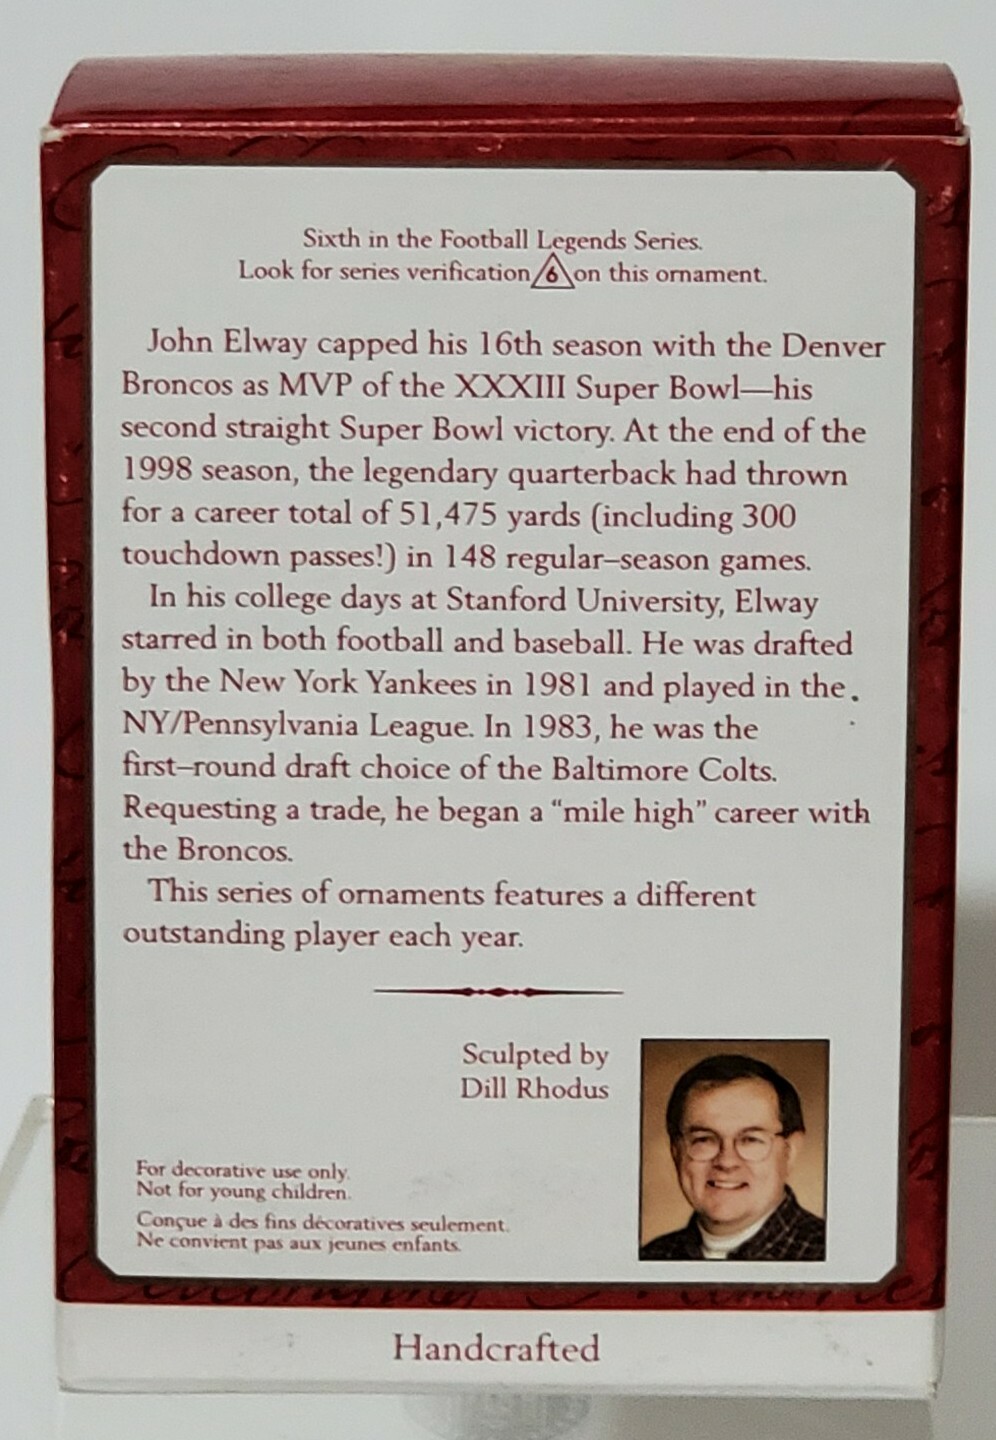 Sixth in the Football Legends Series.
Look for series verification 6 on this ornament.
John Elway capped his 16th season with the Denver
Broncos as MVP of the XXXIII Super Bowl—his
second straight Super Bowl victory. At the end of the
1998 season, the legendary quarterback had thrown
for a career total of 51,475 yards (including 300
touchdown passes!) in 148 regular–season games.
In his college days at Stanford University, Elway
starred in both football and baseball. He was drafted
by the New York Yankees in 1981 and played in the
NY/Pennsylvania League. In 1983, he was the
first–round draft choice of the Baltimore Colts.
Requesting a trade, he began a “mile high” career with
the Broncos.
This series of ornaments features a different
outstanding player each year.
Sculpted by
Dill Rhodus
For decorative use only.
Not for young children.
Conçue à des fins décoratives seulement.
Ne convient pas aux jeunes enfants.
Handcrafted